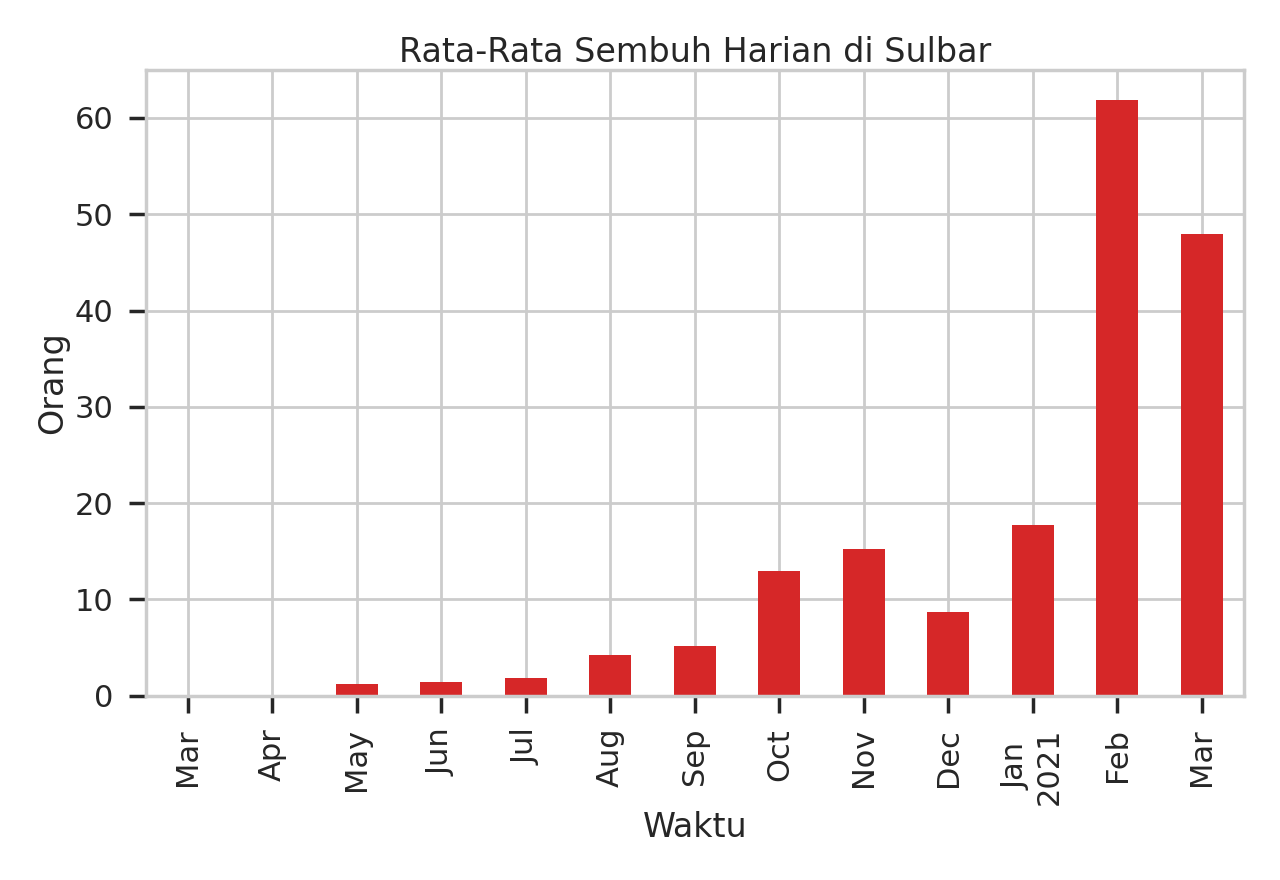 Rata-Rata Sembuh Harian di Sulbar
60
50
40
30
20
10
0
Orang
Mar
Apr
May
Jun
Jul
Aug
Sep
Oct
Nov
Dec
Jan
2021
Feb
Mar
Waktu